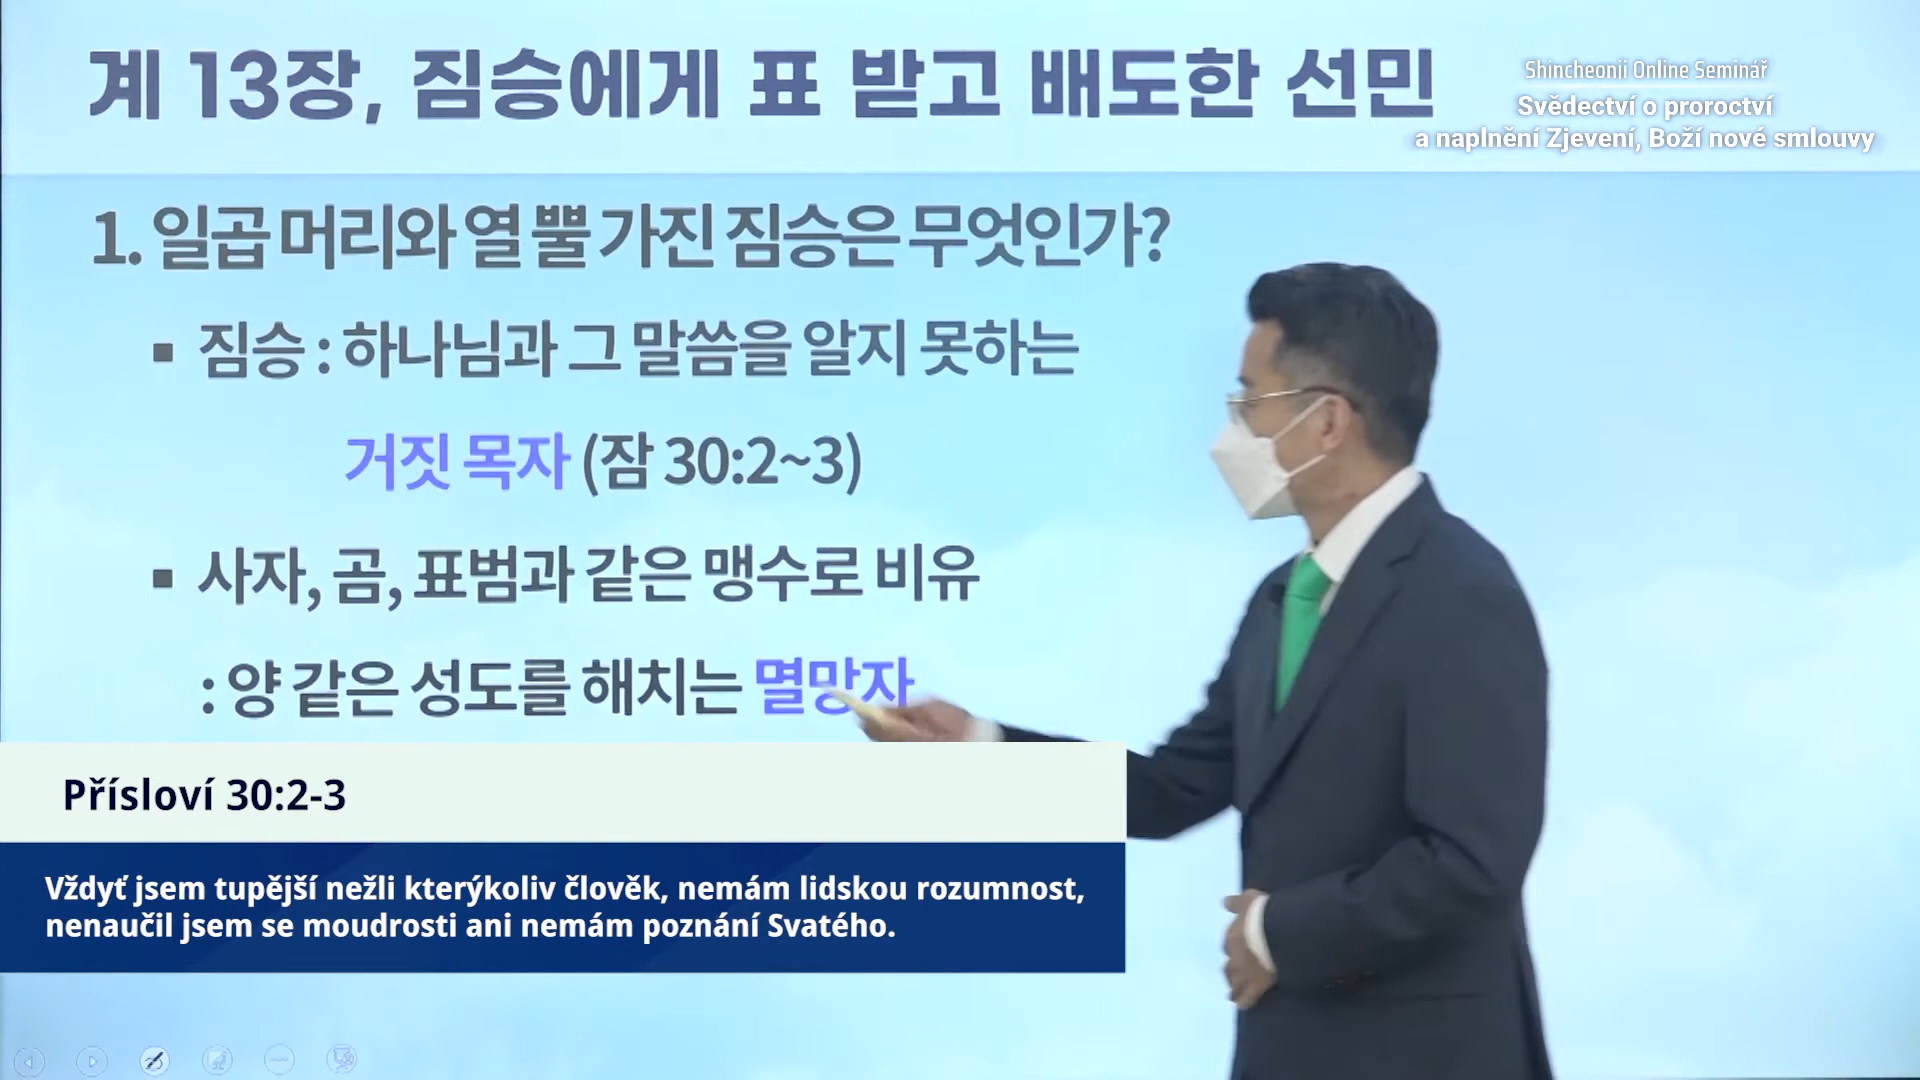 계 13장, 짐승에게 표 받고 배도한 선민
Shincheonji Online Seminář
Svědectví o proroctví
a naplnění Zjevení, Boží nové smlouvy
1. 일곱 머리와 열 뿔 가진 짐승은 무엇인가?
▪ 짐승 : 하나님과 그 말씀을 알지 못하는
거짓 목자 (잠 30:2~3)
▪ 사자, 곰, 표범과 같은 맹수로 비유
: 양 같은 성도를 해치는 멸망자
Přísloví 30:2-3
Vždyť jsem tupější nežli kterýkoliv člověk, nemám lidskou rozumnost,
nenaučil jsem se moudrosti ani nemám poznání Svatého.